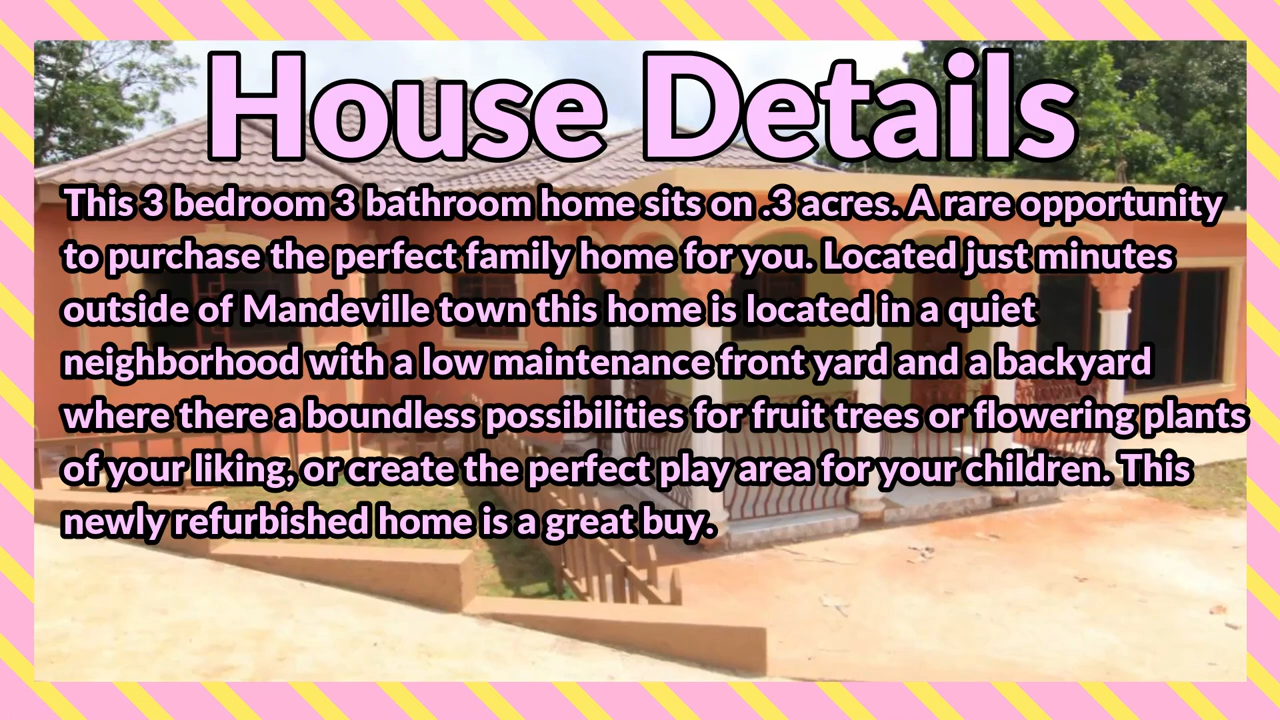 House Details
This 3 bedroom 3 bathroom home sits on .3 acres. A rare opportunity
to purchase the perfect family home for you. Located just minutes
outside of Mandeville town this home is located in a quiet
neighborhood with a low maintenance front yard and a backyard
where there a boundless possibilities for fruit trees or flowering plants
of your liking, or create the perfect play area for your children. This
newly refurbished home is a great buy.